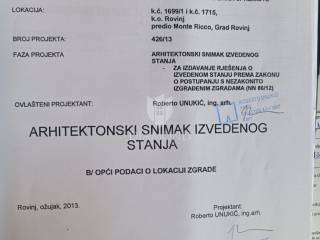 LOKACIJA:
k.č. 1699/1 i k.č. 1715,
k.o. Rovinj
predio Monte Ricco, Grad Rovinj
BROJ PROJEKTA:
426/13
FAZA PROJEKTA
ARHITEKTONSKI SNIMAK IZVEDENOG
STANJA
- ZA IZDAVANJE RJEŠENJA O
IZVEDENOM STANJU PREMA ZAKONU
O POSTUPANJU S NEZAKONITO
IZGRAĐENIM ZGRADAMA (NN 86/12)
OVLAŠTENI PROJEKTANT:
Roberto UNUKIĆ, ing.arh.
ARHITEKTONSKI SNIMAK IZVEDENOG
STANJA
B/ OPĆI PODACI O LOKACIJI ZGRADE
Rovinj, ožujak, 2013.
Projektant:
Roberto UNUKIĆ, ing.arh.